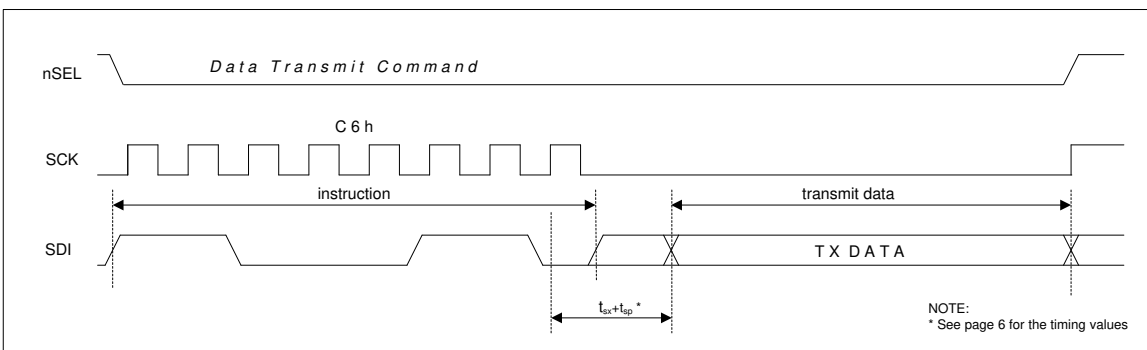 nSEL
Data Transmit Command
C6h
SCK
instruction
transmit data
SDI
TX DATA
tsx+tsp *
NOTE:
* See page 6 for the timing values